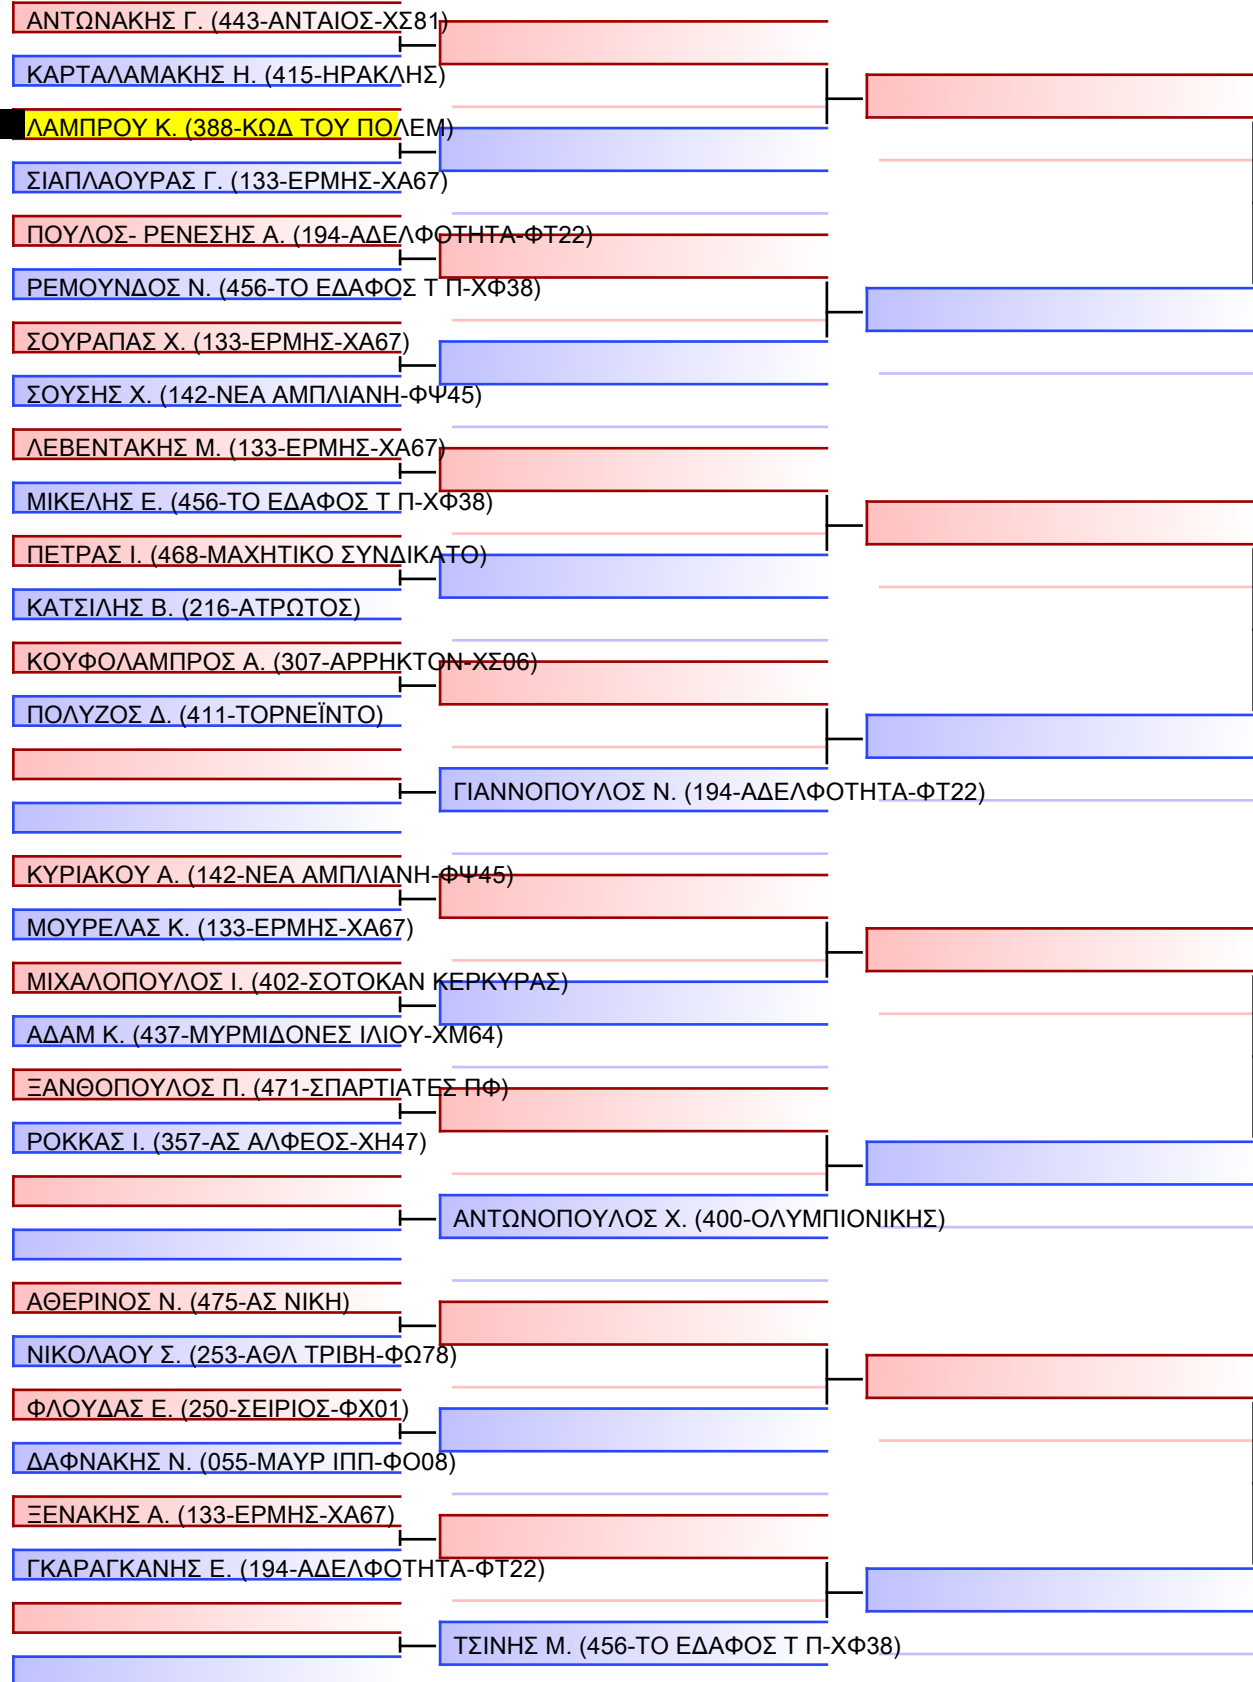 ΑΝΤΩΝΑΚΗΣ Γ. (443-ΑΝΤΑΙΟΣ-ΧΣ81)
ΚΑΡΤΑΛΑΜΑΚΗΣ Η. (415-ΗΡΑΚΛΗΣ)
ΛΑΜΠΡΟΥ Κ. (388-ΚΩΔ ΤΟΥ ΠΟΛΕΜ)
ΣΙΑΠΛΑΟΥΡΑΣ Γ. (133-ΕΡΜΗΣ-ΧΑ67)
ΠΟΥΛΟΣ- ΡΕΝΕΣΗΣ Α. (194-ΑΔΕΛΦΟΤΗΤΑ-ΦΤ22)
ΡΕΜΟΥΝΔΟΣ Ν. (456-ΤΟ ΕΔΑΦΟΣ Τ Π-ΧΦ38)
ΣΟΥΡΑΠΑΣ Χ. (133-ΕΡΜΗΣ-ΧΑ67)
ΣΟΥΣΗΣ Χ. (142-ΝΕΑ ΑΜΠΛΙΑΝΗ-ΦΨ45)
ΛΕΒΕΝΤΑΚΗΣ Μ. (133-ΕΡΜΗΣ-ΧΑ67)
ΜΙΚΕΛΗΣ Ε. (456-ΤΟ ΕΔΑΦΟΣ Τ Π-ΧΦ38)
ΠΕΤΡΑΣ Ι. (468-ΜΑΧΗΤΙΚΟ ΣΥΝΔΙΚΑΤΟ)
ΚΑΤΣΙΛΗΣ Β. (216-ΑΤΡΩΤΟΣ)
ΚΟΥΦΟΛΑΜΠΡΟΣ Α. (307-ΑΡΡΗΚΤΟΝ-ΧΣ06)
ΠΟΛΥΖΟΣ Δ. (411-ΤΟΡΝΕΪΝΤΟ)
ΓΙΑΝΝΟΠΟΥΛΟΣ Ν. (194-ΑΔΕΛΦΟΤΗΤΑ-ΦΤ22)
ΚΥΡΙΑΚΟΥ Α. (142-ΝΕΑ ΑΜΠΛΙΑΝΗ-ΦΨ45)
ΜΟΥΡΕΛΑΣ Κ. (133-ΕΡΜΗΣ-ΧΑ67)
ΜΙΧΑΛΟΠΟΥΛΟΣ Ι. (402-ΣΟΤΟΚΑΝ ΚΕΡΚΥΡΑΣ)
ΑΔΑΜ Κ. (437-ΜΥΡΜΙΔΟΝΕΣ ΙΛΙΟΥ-ΧΜ64)
ΞΑΝΘΟΠΟΥΛΟΣ Π. (471-ΣΠΑΡΤΙΑΤΕΣ ΠΦ)
ΡΟΚΚΑΣ Ι. (357-ΑΣ ΑΛΦΕΟΣ-ΧΗ47)
ΑΝΤΩΝΟΠΟΥΛΟΣ Χ. (400-ΟΛΥΜΠΙΟΝΙΚΗΣ)
ΑΘΕΡΙΝΟΣ Ν. (475-ΑΣ ΝΙΚΗ)
ΝΙΚΟΛΑΟΥ Σ. (253-ΑΘΛ ΤΡΙΒΗ-ΦΩ78)
ΦΛΟΥΔΑΣ Ε. (250-ΣΕΙΡΙΟΣ-ΦΧ01)
ΔΑΦΝΑΚΗΣ Ν. (055-ΜΑΥΡ ΙΠΠ-ΦΟ08)
ΞΕΝΑΚΗΣ Α. (133-ΕΡΜΗΣ-ΧΑ67)
ΓΚΑΡΑΓΚΑΝΗΣ Ε. (194-ΑΔΕΛΦΟΤΗΤΑ-ΦΤ22)
ΤΣΙΝΗΣ Μ. (456-ΤΟ ΕΔΑΦΟΣ Τ Π-ΧΦ38)